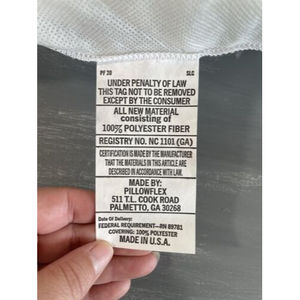 PF 20 SLC
UNDER PENALTY OF LAW
THIS TAG NOT TO BE REMOVED
EXCEPT BY THE CONSUMER
ALL NEW MATERIAL
consisting of
100% POLYESTER FIBER
REGISTRY NO. NC 1101 (GA)
CERTIFICATION IS MADE BY THE MANUFACTURER
THAT THE MATERIALS IN THIS ARTICLE ARE
DESCRIBED IN ACCORDANCE WITH LAW.
MADE BY:
PILLOWFLEX
511 T.L. COOK ROAD
PALMETTO, GA 30268
Date Of Delivery:
FEDERAL REQUIREMENT—RN 89781
COVERING: 100% POLYESTER
MADE IN U.S.A.